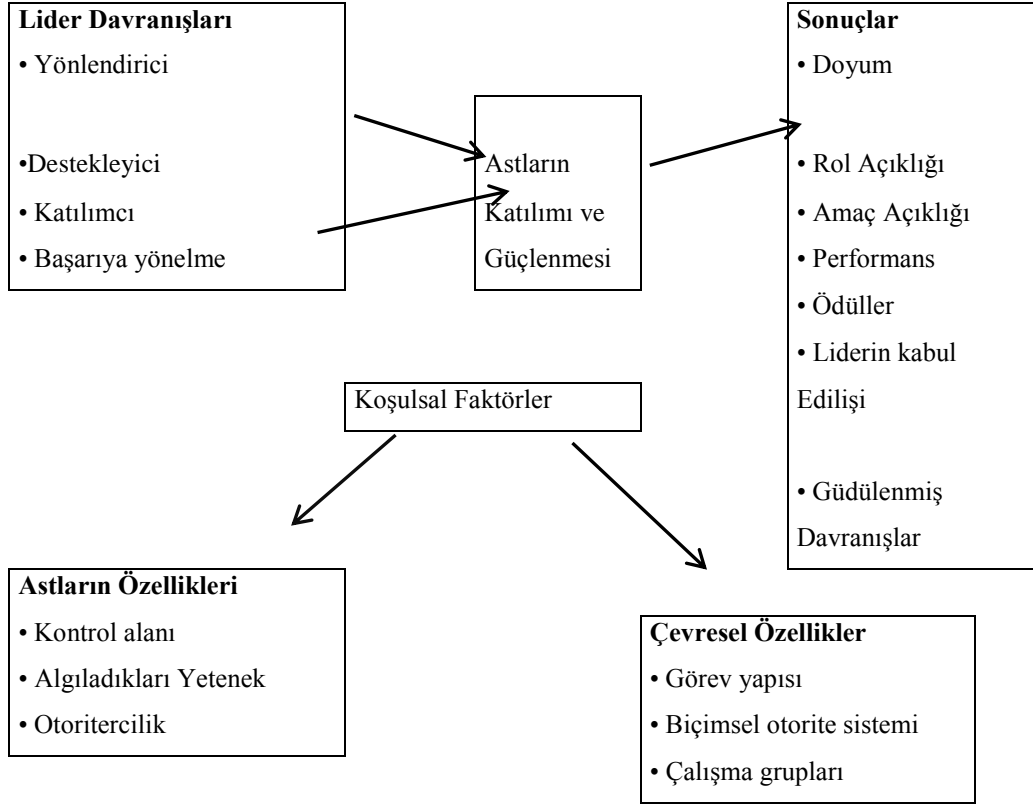 Lider Davranışları
• Yönlendirici
•Destekleyici
• Katılımcı
• Başarıya yönelme
Astların
Katılımı ve
Güçlenmesi
Sonuçlar
• Doyum
• Rol Açıklığı
• Amaç Açıklığı
• Performans
• Ödüller
• Liderin kabul
Edilişi
• Güdülenmiş
Davranışlar
Koşulsal Faktörler
Astların Özellikleri
• Kontrol alanı
• Algıladıkları Yetenek
• Otoritercilik
Çevresel Özellikler
• Görev yapısı
• Biçimsel otorite sistemi
• Çalışma grupları